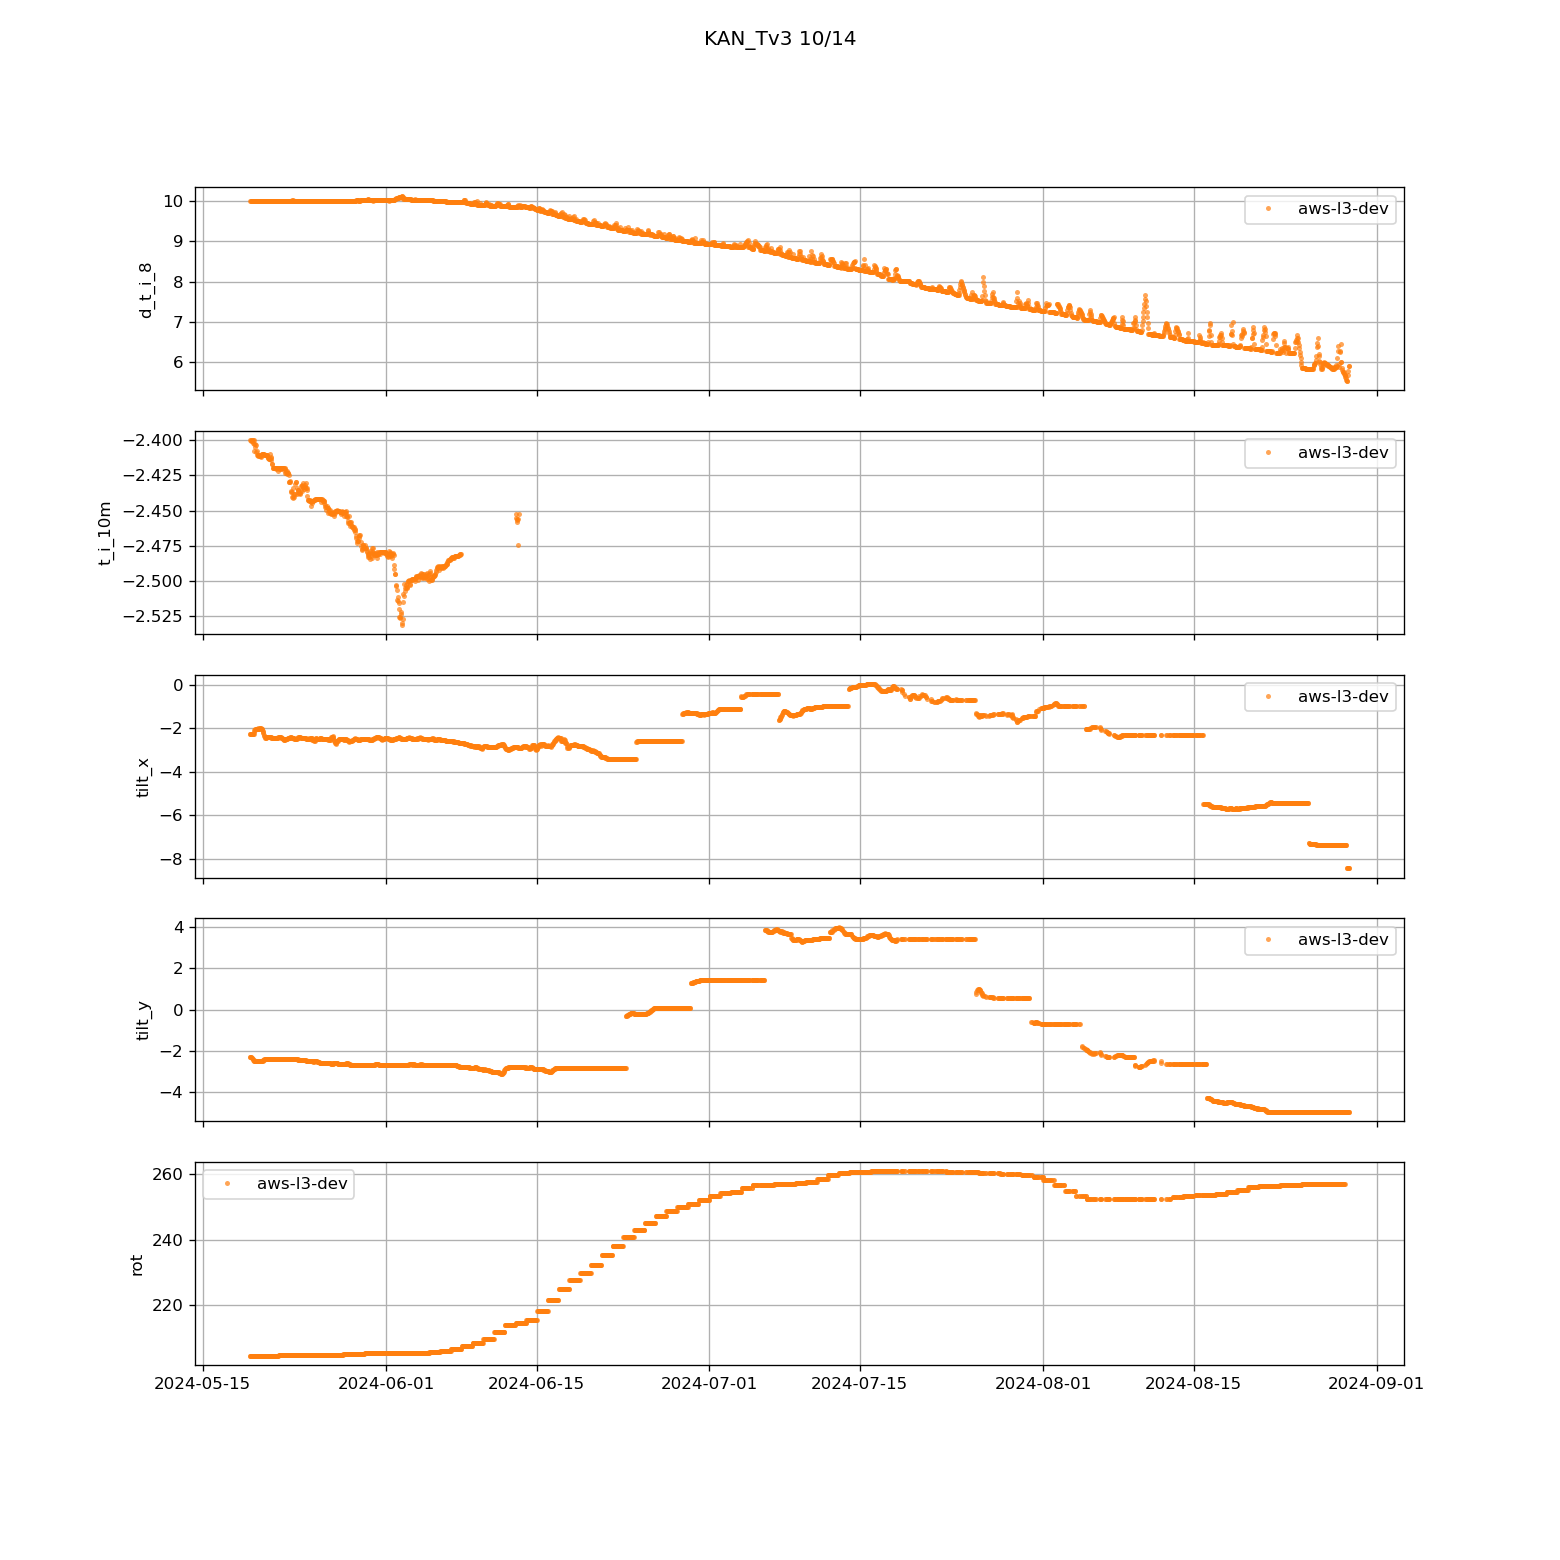 KAN_Tv3 10/14
10
9
8
7
6
d_t_i_8
aws-l3-dev
−2.400
−2.425
−2.450
−2.475
−2.500
−2.525
t_i_10m
aws-l3-dev
0
−2
−4
−6
−8
tilt_x
aws-l3-dev
4
2
0
−2
−4
tilt_y
aws-l3-dev
260
240
220
rot
aws-l3-dev
2024-05-15 2024-06-01 2024-06-15 2024-07-01 2024-07-15 2024-08-01 2024-08-15 2024-09-01